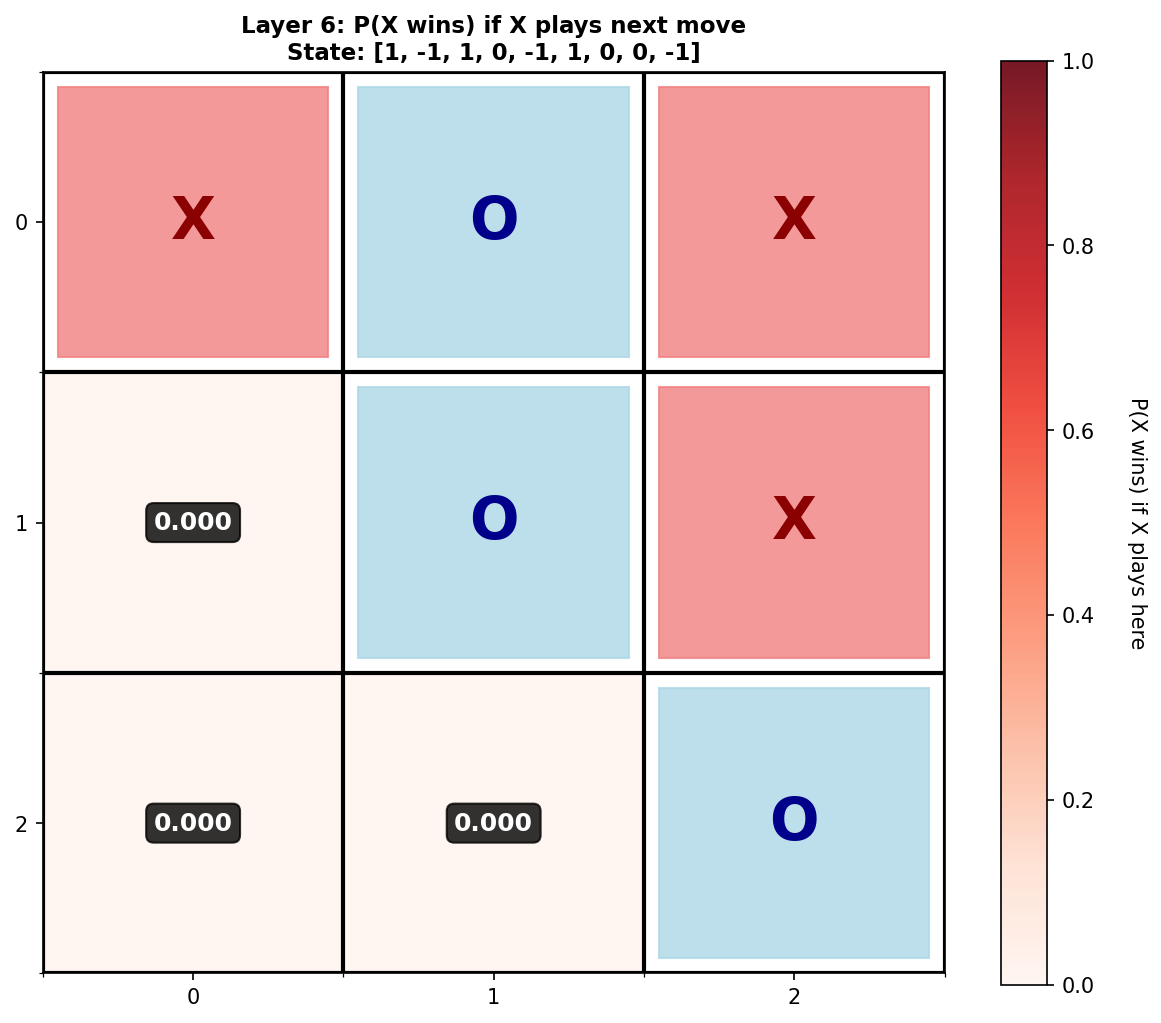 Layer 6: P(X wins) if X plays next move
State: [1, -1, 1, 0, -1, 1, 0, 0, -1]
0
X
O
X
1
0.000
O
X
2
0.000
0.000
O
0
1
2
1.0
0.8
0.6
0.4
0.2
0.0
P(X wins) if X plays here